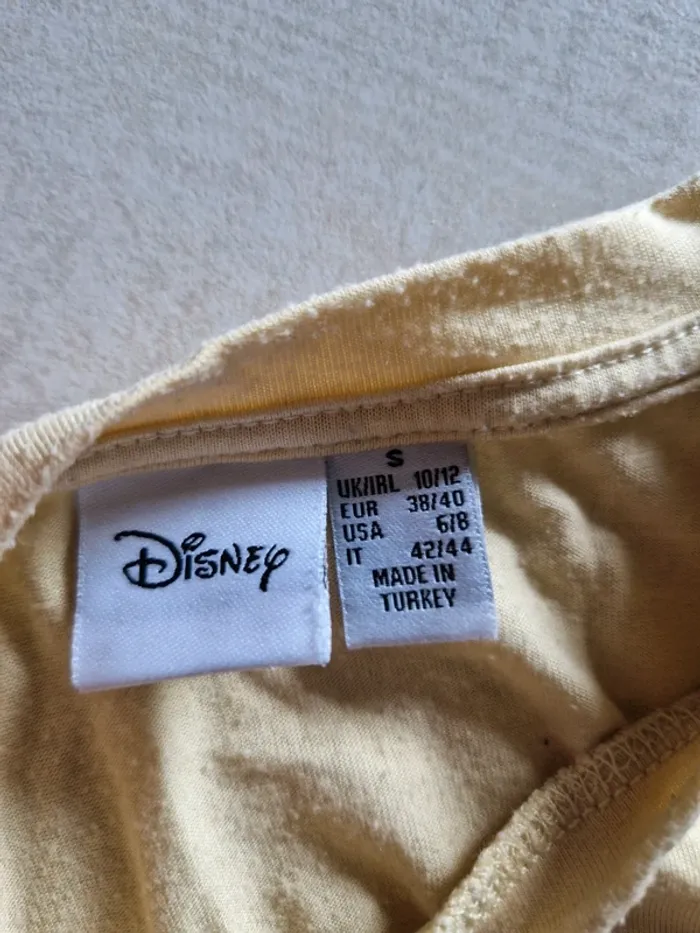 Disney
S
UK/IRL 10/12
EUR 38/40
USA 6/8
IT 42/44
MADE IN
TURKEY